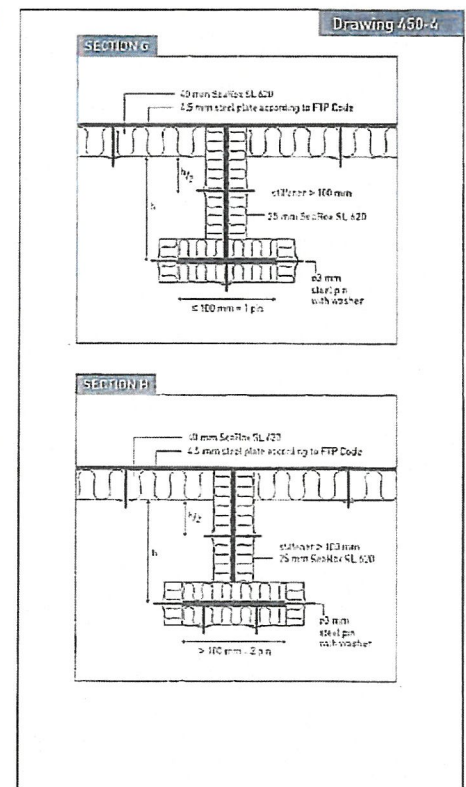 Drawing 450-4
SECTION G
40 mm SeaRox SL 620
4.5 mm steel plate according to FTP Code
h/2
h
stiffener > 100 mm
25 mm SeaRox SL 620
ø3 mm
steel pin
with washer
≤ 100 mm = 1 pin
SECTION H
40 mm SeaRox SL 620
4.5 mm steel plate according to FTP Code
h/2
h
stiffener > 100 mm
25 mm SeaRox SL 620
ø3 mm
steel pin
with washer
> 100 mm = 2 pin